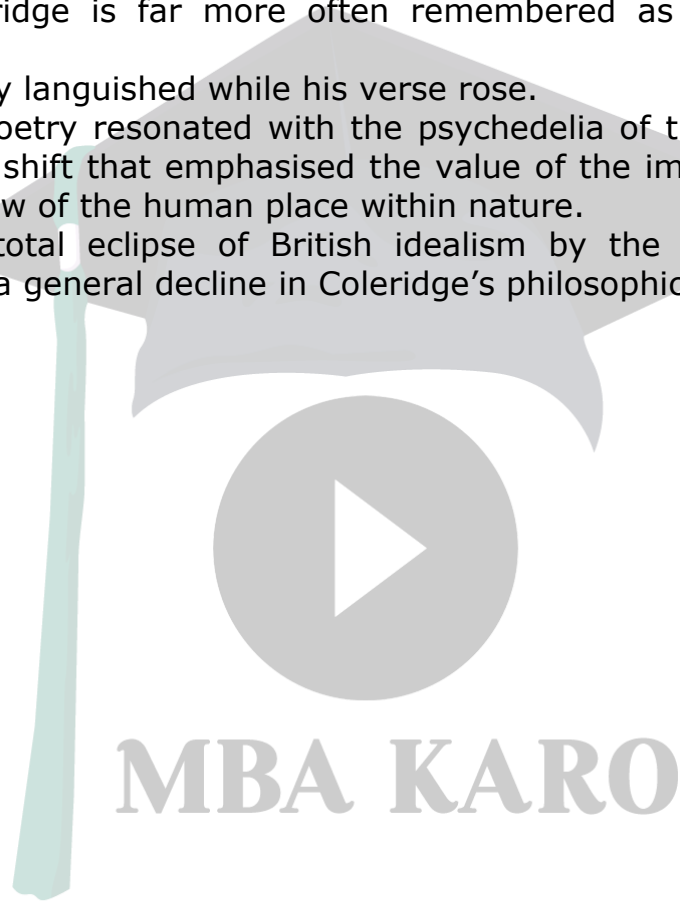 ridge is far more often remembered as
y languished while his verse rose.
oetry resonated with the psychedelia of t
shift that emphasised the value of the im
w of the human place within nature.
total eclipse of British idealism by the
a general decline in Coleridge’s philosophic
MBA KARO